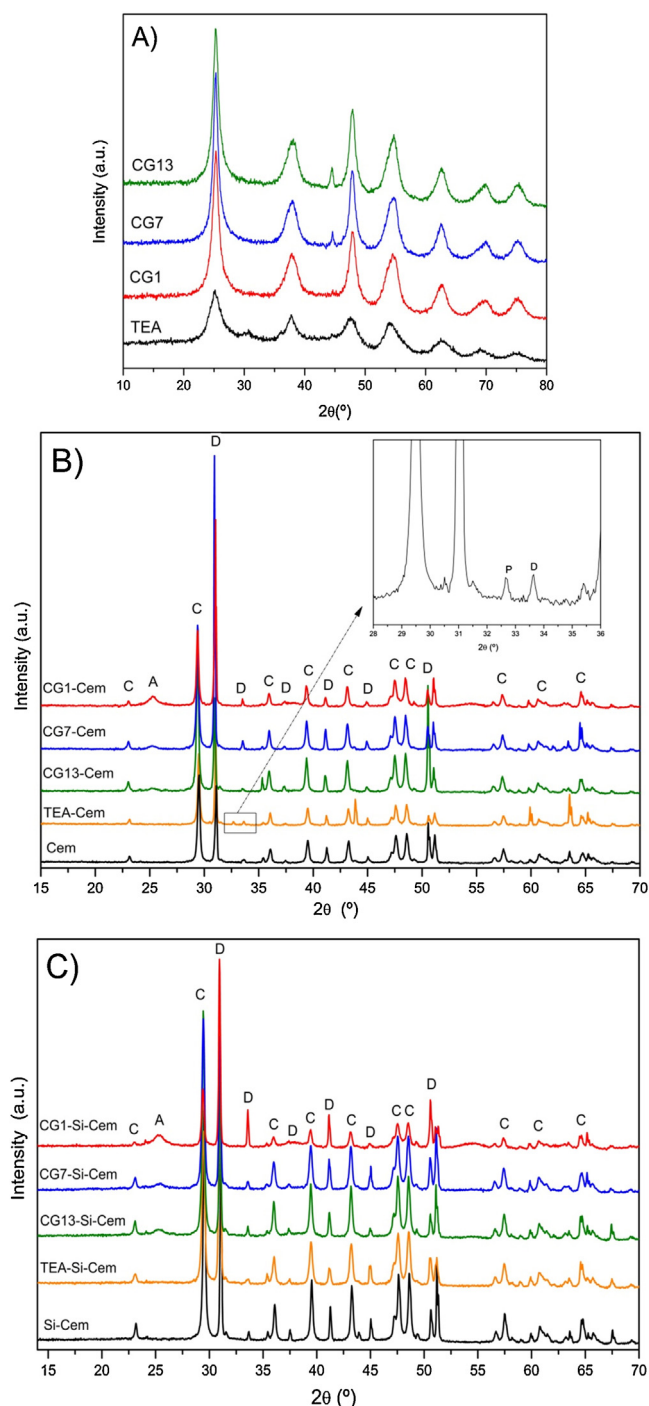 A)
CG13
CG7
CG1
TEA
Intensity (a.u.)
10 20 30 40 50 60 70 80
2θ(º)
B)
D
C
P D
28 29 30 31 32 33 34 35 36
2θ (º)
C A D C D C D C D C C D C C C
CG1-Cem
CG7-Cem
CG13-Cem
TEA-Cem
Cem
Intensity (a.u.)
15 20 25 30 35 40 45 50 55 60 65 70
2θ (º)
C)
D
C
C A D C D C D C D C C D C C C
CG1-Si-Cem
CG7-Si-Cem
CG13-Si-Cem
TEA-Si-Cem
Si-Cem
Intensity (a.u.)
15 20 25 30 35 40 45 50 55 60 65 70
2θ (º)